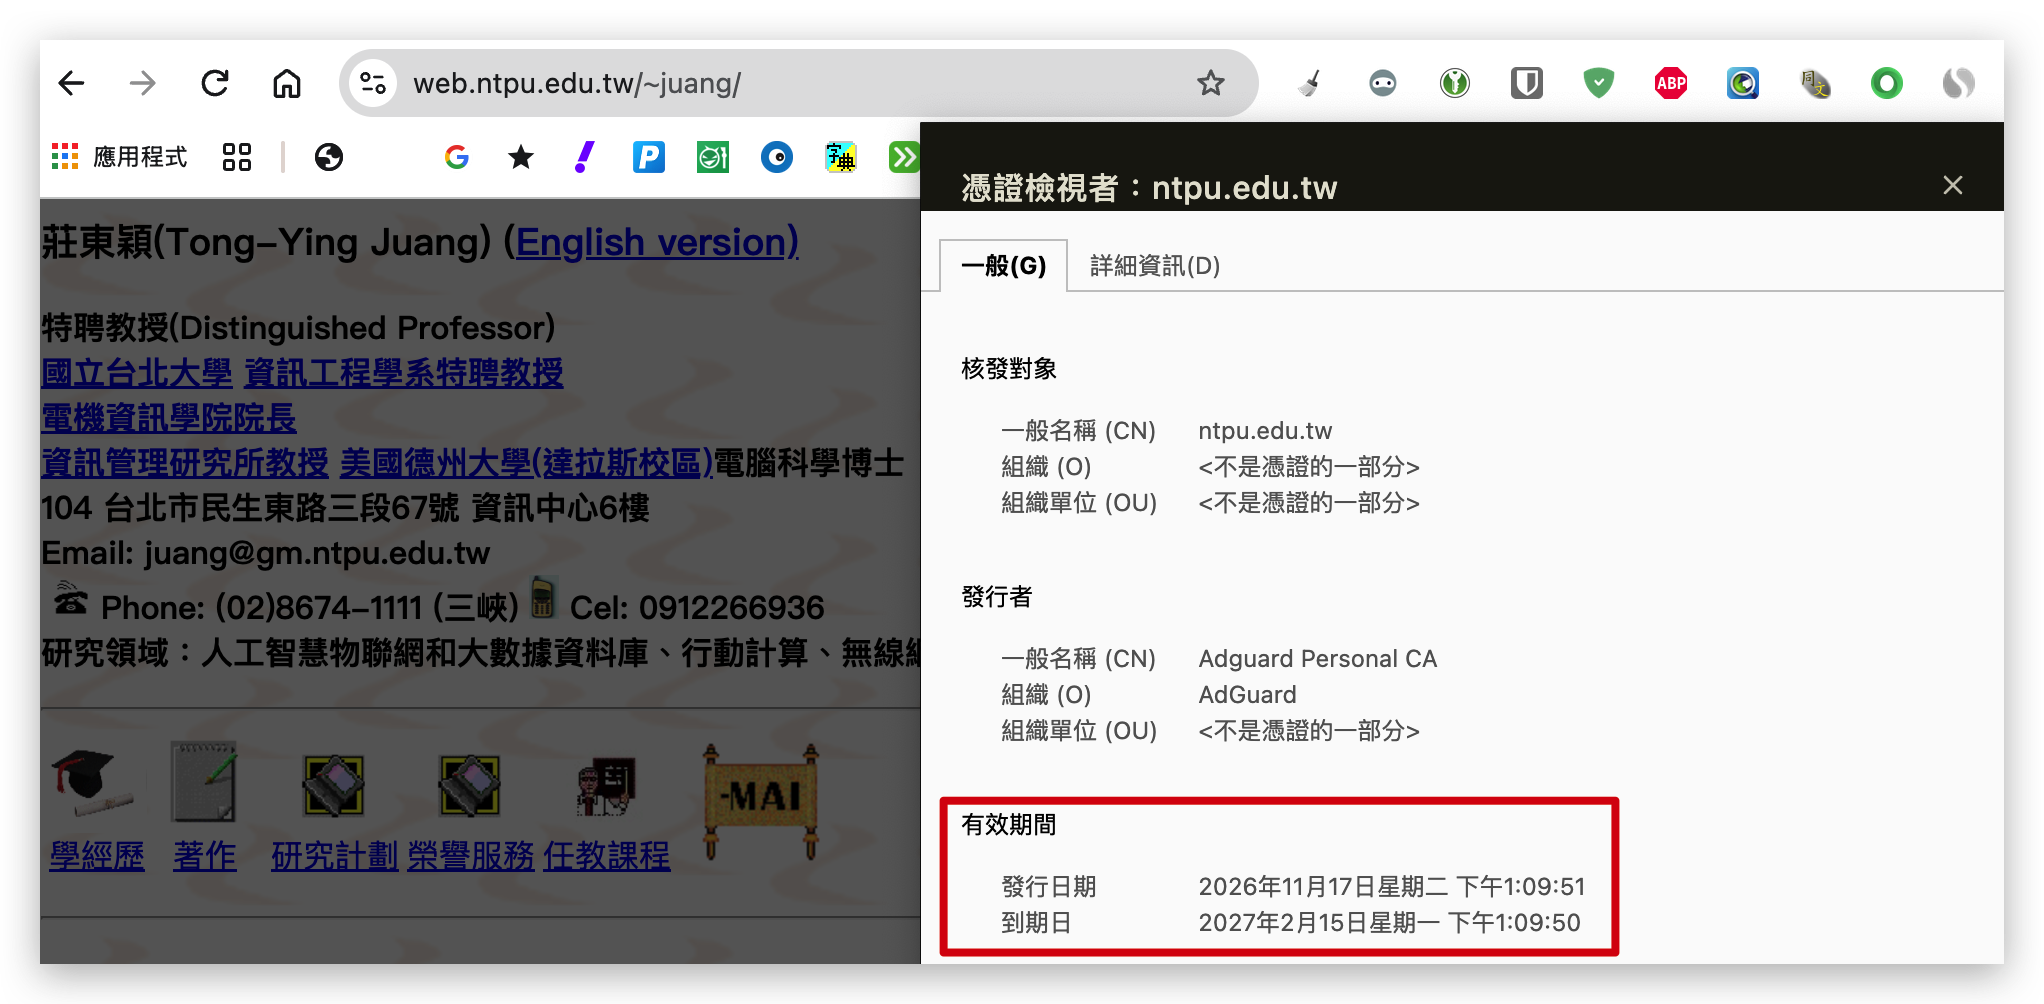 web.ntpu.edu.tw/~juang/
ABP
同文
應用程式
G
P
字典
憑證檢視者：ntpu.edu.tw
莊東穎(Tong-Ying Juang) (English version)
特聘教授(Distinguished Professor)
國立台北大學 資訊工程學系特聘教授
電機資訊學院院長
資訊管理研究所教授 美國德州大學(達拉斯校區)電腦科學博士
104 台北市民生東路三段67號 資訊中心6樓
Email: juang@gm.ntpu.edu.tw
Phone: (02)8674-1111 (三峽) Cel: 0912266936
研究領域：人工智慧物聯網和大數據資料庫、行動計算、無線網
-MAI
學經歷 著作 研究計劃 榮譽服務 任教課程
一般(G) 詳細資訊(D)
核發對象
一般名稱 (CN) ntpu.edu.tw
組織 (O) <不是憑證的一部分>
組織單位 (OU) <不是憑證的一部分>
發行者
一般名稱 (CN) Adguard Personal CA
組織 (O) AdGuard
組織單位 (OU) <不是憑證的一部分>
有效期間
發行日期 2026年11月17日星期二 下午1:09:51
到期日 2027年2月15日星期一 下午1:09:50